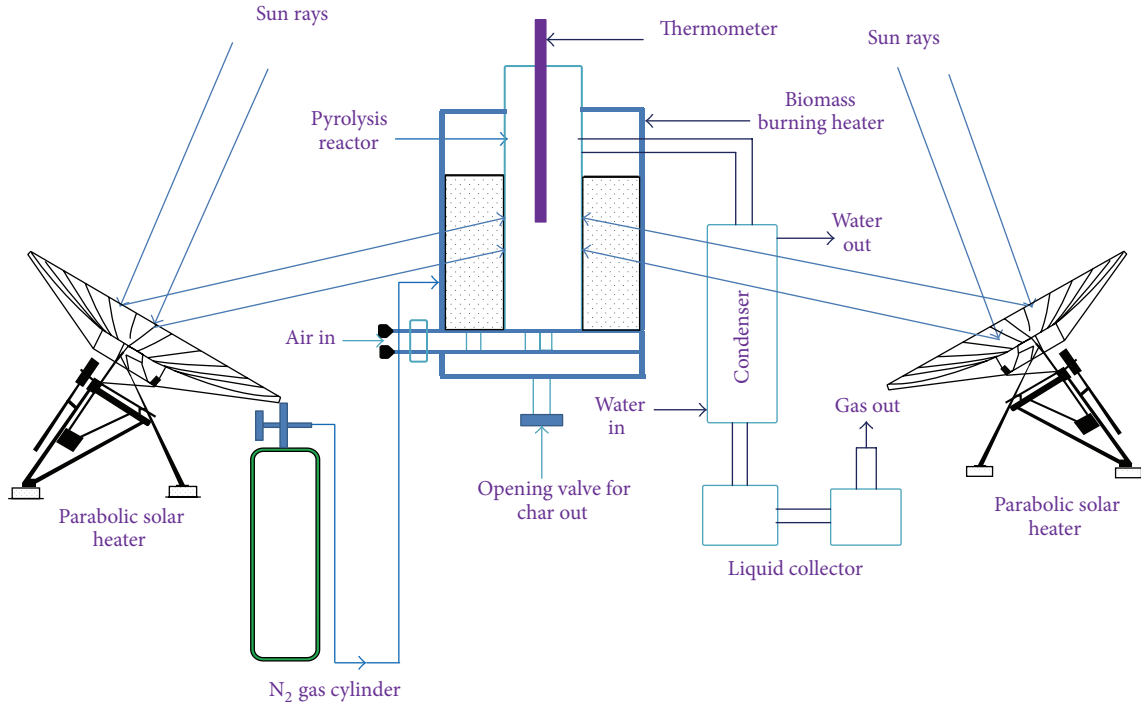 Sun rays
Thermometer
Sun rays
Pyrolysis
reactor
Biomass
burning heater
Water
out
Air in
Condenser
Water
in
Gas out
Opening valve for
char out
Parabolic solar
heater
Parabolic solar
heater
Liquid collector
N₂ gas cylinder